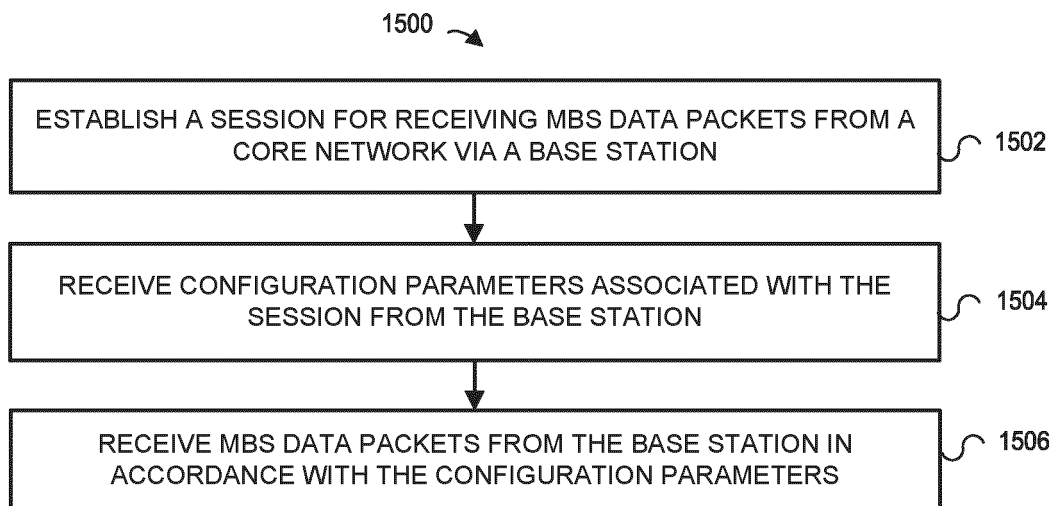 1500
ESTABLISH A SESSION FOR RECEIVING MBS DATA PACKETS FROM A
CORE NETWORK VIA A BASE STATION
1502
RECEIVE CONFIGURATION PARAMETERS ASSOCIATED WITH THE
SESSION FROM THE BASE STATION
1504
RECEIVE MBS DATA PACKETS FROM THE BASE STATION IN
ACCORDANCE WITH THE CONFIGURATION PARAMETERS
1506